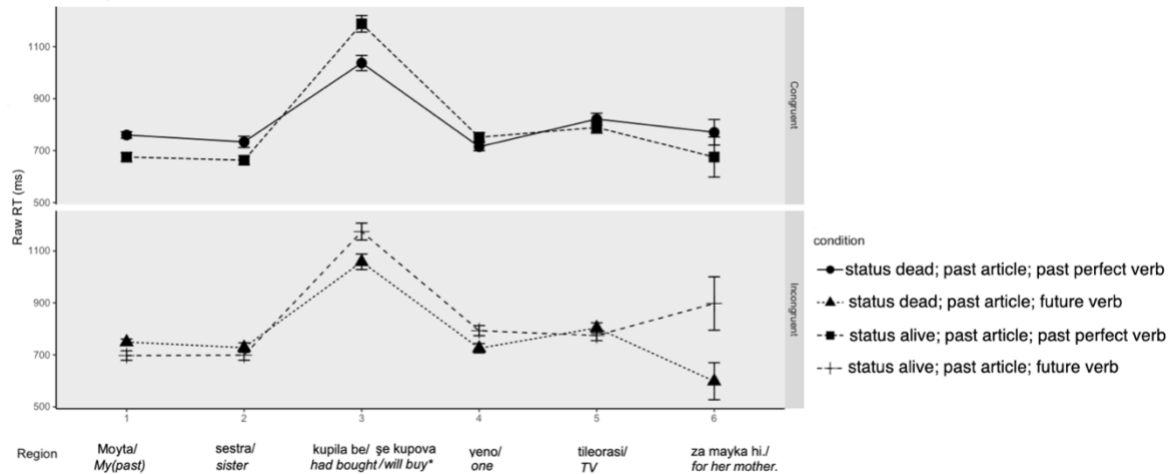 1100
900
700
500
Congruent
Raw RT (ms)
1100
900
700
500
Incongruent
1 2 3 4 5 6
condition
status dead; past article; past perfect verb
status dead; past article; future verb
status alive; past article; past perfect verb
status alive; past article; future verb
Region
Moyta/
My(past)
sestra/
sister
kupila be/ şe kupova
had bought/will buy*
yeno/
one
tileorasi/
TV
za mayka hi./
for her mother.